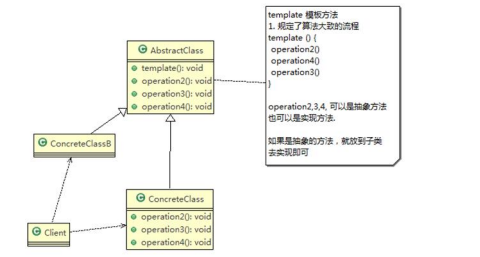 AbstractClass
template(): void
operation2(): void
operation3(): void
operation4(): void
template 模板方法
1. 规定了算法大致的流程
template () {
operation2()
operation4()
operation3()
}
operation2,3,4, 可以是抽象方法
也可以是实现方法.
如果是抽象的方法，就放到子类
去实现即可
ConcreteClassB
ConcreteClass
operation2(): void
operation3(): void
operation4(): void
Client